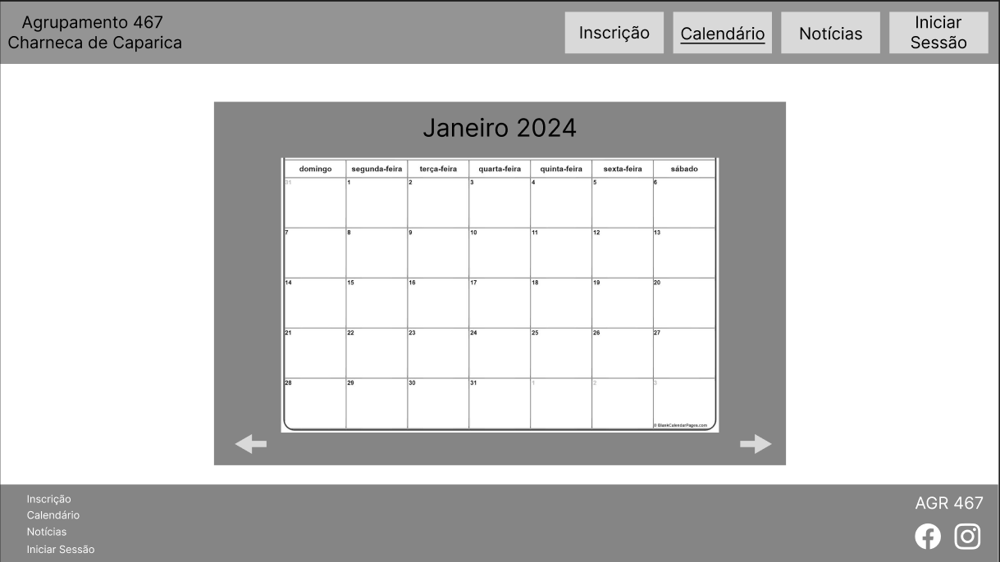 Agrupamento 467
Charneca de Caparica
Inscrição
Calendário
Notícias
Iniciar
Sessão
Janeiro 2024
domingo segunda-feira terça-feira quarta-feira quinta-feira sexta-feira sábado
31 1 2 3 4 5 6
7 8 9 10 11 12 13
14 15 16 17 18 19 20
21 22 23 24 25 26 27
28 29 30 31 1 2 3
© BlankCalendarPages.com
Inscrição
Calendário
Notícias
Iniciar Sessão
AGR 467